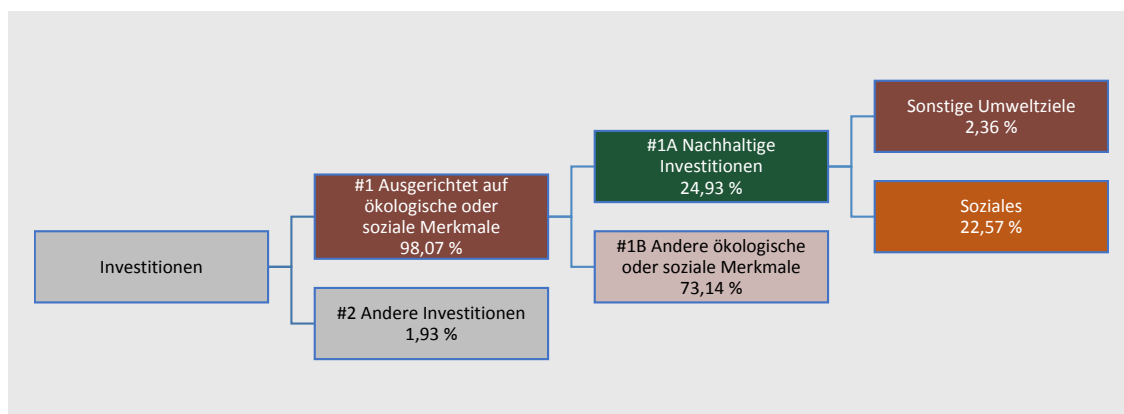 Investitionen
#1 Ausgerichtet auf
ökologische oder
soziale Merkmale
98,07 %
#2 Andere Investitionen
1,93 %
#1A Nachhaltige
Investitionen
24,93 %
#1B Andere ökologische
oder soziale Merkmale
73,14 %
Sonstige Umweltziele
2,36 %
Soziales
22,57 %